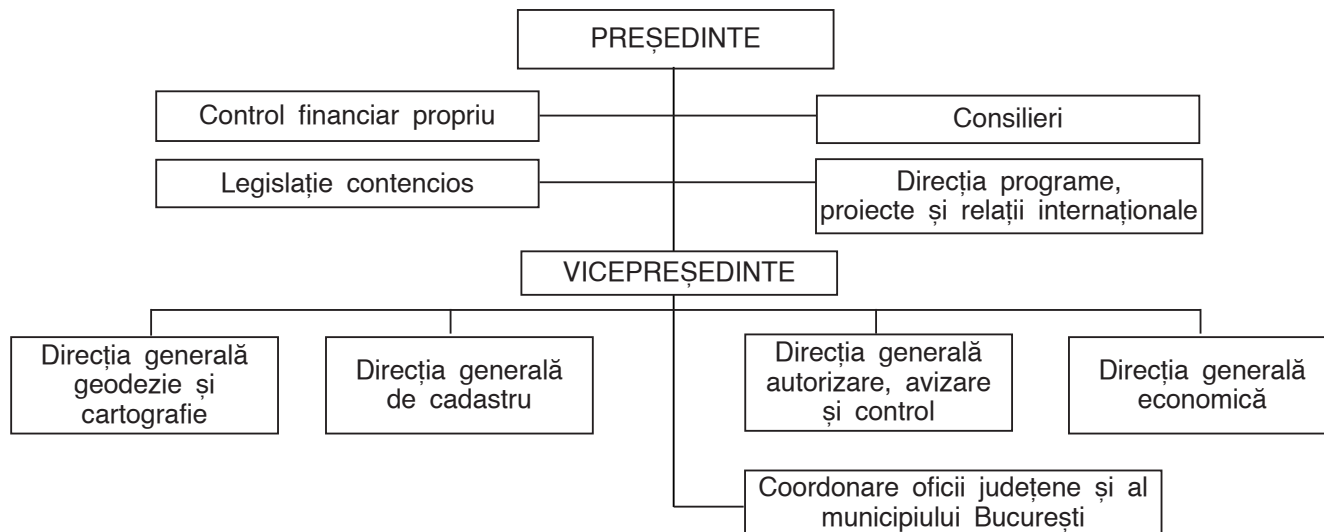 PREȘEDINTE
Control financiar propriu
Consilieri
Legislație contencios
Direcția programe,
proiecte și relații internaționale
VICEPREȘEDINTE
Direcția generală
geodezie și
cartografie
Direcția generală
de cadastru
Direcția generală
autorizare, avizare
și control
Direcția generală
economică
Coordonare oficii județene și al
municipiului București